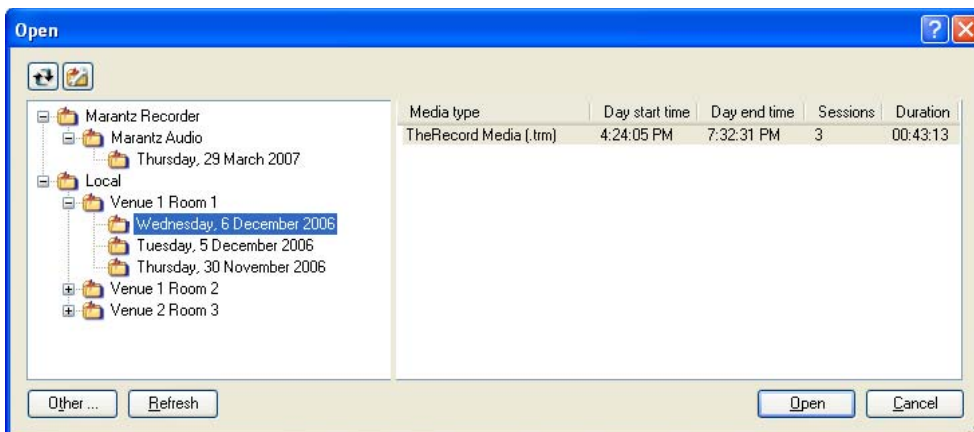 Open
Marantz Recorder
Marantz Audio
Thursday, 29 March 2007
Local
Venue 1 Room 1
Wednesday, 6 December 2006
Tuesday, 5 December 2006
Thursday, 30 November 2006
Venue 1 Room 2
Venue 2 Room 3
Media type Day start time Day end time Sessions Duration
TheRecord Media (.trm) 4:24:05 PM 7:32:31 PM 3 00:43:13
Other ... Refresh Open Cancel